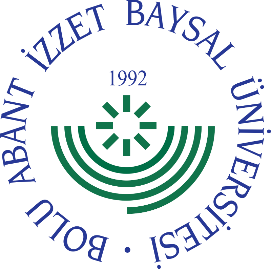 BOLU ABANT İZZET BAYSAL ÜNİVERSİTESİ
1992